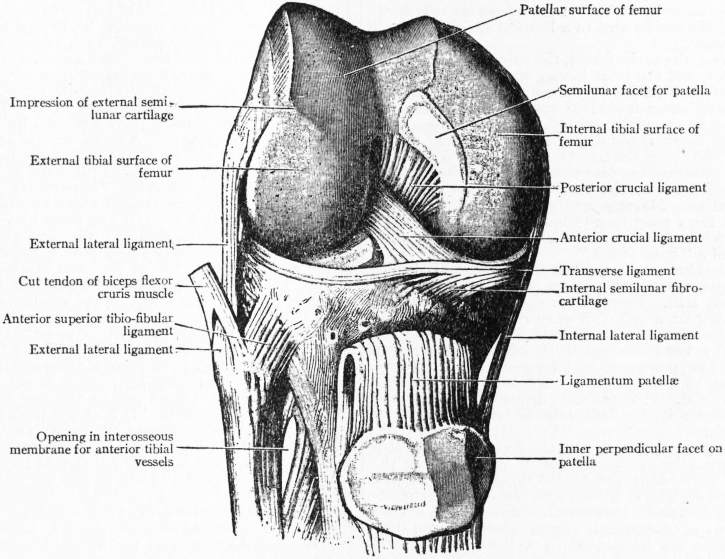 Patellar surface of femur
Impression of external semi-
lunar cartilage
External tibial surface of
femur
External lateral ligament
Cut tendon of biceps flexor
cruris muscle
Anterior superior tibio-fibular
ligament
External lateral ligament
Opening in interosseous
membrane for anterior tibial
vessels
Semilunar facet for patella
Internal tibial surface of
femur
Posterior crucial ligament
Anterior crucial ligament
Transverse ligament
Internal semilunar fibro-
cartilage
Internal lateral ligament
Ligamentum patellæ
Inner perpendicular facet on
patella